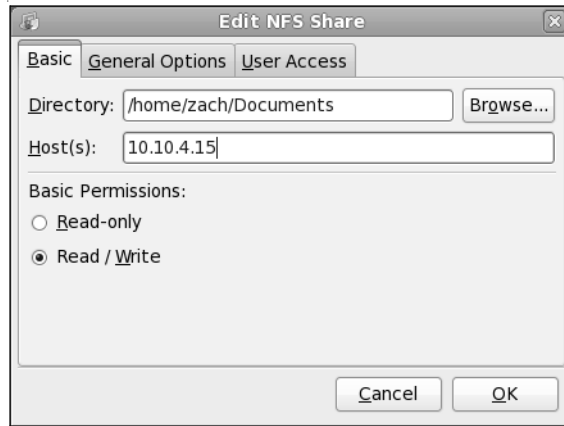 Edit NFS Share
Basic General Options User Access
Directory: /home/zach/Documents Browse...
Host(s): 10.10.4.15
Basic Permissions:
Read-only
Read / Write
Cancel OK